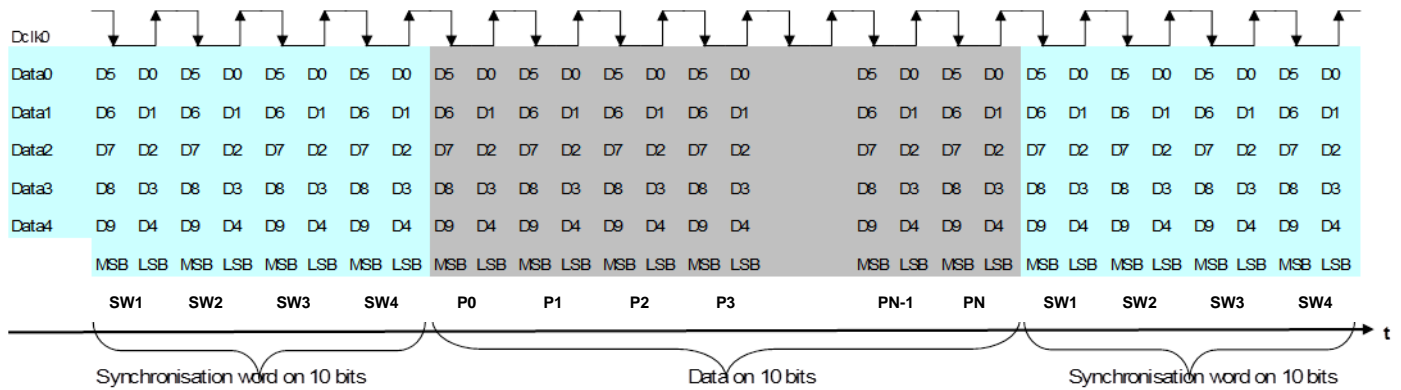 Dclk0
Data0 D5 D0 D5 D0 D5 D0 D5 D0 D5 D0 D5 D0 D5 D0 D5 D0 D5 D0 D5 D0 D5 D0 D5 D0 D5 D0 D5 D0
Data1 D6 D1 D6 D1 D6 D1 D6 D1 D6 D1 D6 D1 D6 D1 D6 D1 D6 D1 D6 D1 D6 D1 D6 D1 D6 D1 D6 D1
Data2 D7 D2 D7 D2 D7 D2 D7 D2 D7 D2 D7 D2 D7 D2 D7 D2 D7 D2 D7 D2 D7 D2 D7 D2 D7 D2 D7 D2
Data3 D8 D3 D8 D3 D8 D3 D8 D3 D8 D3 D8 D3 D8 D3 D8 D3 D8 D3 D8 D3 D8 D3 D8 D3 D8 D3 D8 D3
Data4 D9 D4 D9 D4 D9 D4 D9 D4 D9 D4 D9 D4 D9 D4 D9 D4 D9 D4 D9 D4 D9 D4 D9 D4 D9 D4 D9 D4
MSB LSB MSB LSB MSB LSB MSB LSB MSB LSB MSB LSB MSB LSB MSB LSB MSB LSB MSB LSB MSB LSB MSB LSB MSB LSB MSB LSB
SW1 SW2 SW3 SW4 P0 P1 P2 P3 PN-1 PN SW1 SW2 SW3 SW4
t
Synchronisation word on 10 bits Data on 10 bits Synchronisation word on 10 bits